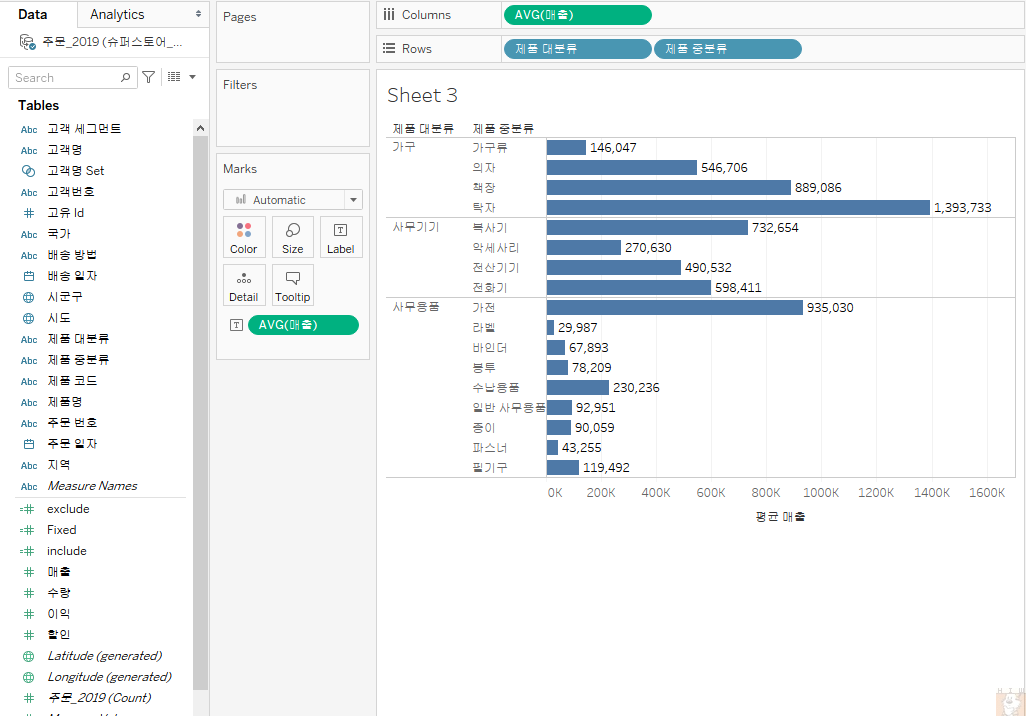 Data
Analytics
주문_2019 (슈퍼스토어_...
Search
Tables
Abc 고객 세그먼트
Abc 고객명
고객명 Set
Abc 고객번호
# 고유 Id
Abc 국가
Abc 배송 방법
배송 일자
시군구
시도
Abc 제품 대분류
Abc 제품 중분류
Abc 제품 코드
Abc 제품명
Abc 주문 번호
주문 일자
Abc 지역
Abc Measure Names
=# exclude
=# Fixed
=# include
# 매출
# 수량
# 이익
# 할인
Latitude (generated)
Longitude (generated)
# 주문_2019 (Count)
Pages
Filters
Marks
Automatic
Color
Size
T Label
Detail
Tooltip
T AVG(매출)
Columns AVG(매출)
Rows 제품 대분류 제품 중분류
Sheet 3
제품 대분류 제품 중분류
가구 가구류 146,047
의자 546,706
책장 889,086
탁자 1,393,733
사무기기 복사기 732,654
악세사리 270,630
전산기기 490,532
전화기 598,411
사무용품 가전 935,030
라벨 29,987
바인더 67,893
봉투 78,209
수납용품 230,236
일반 사무용품 92,951
종이 90,059
파스너 43,255
필기구 119,492
0K 200K 400K 600K 800K 1000K 1200K 1400K 1600K
평균 매출